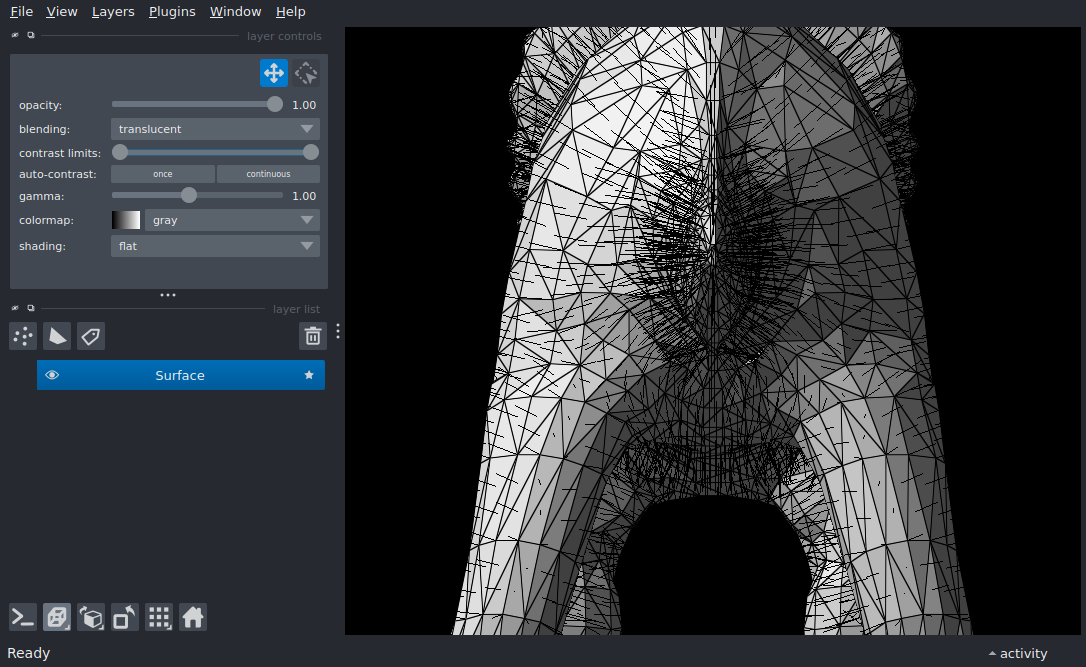 File View Layers Plugins Window Help
layer controls
opacity: 1.00
blending: translucent
contrast limits:
auto-contrast: once continuous
gamma: 1.00
colormap: gray
shading: flat
layer list
Surface
Ready activity